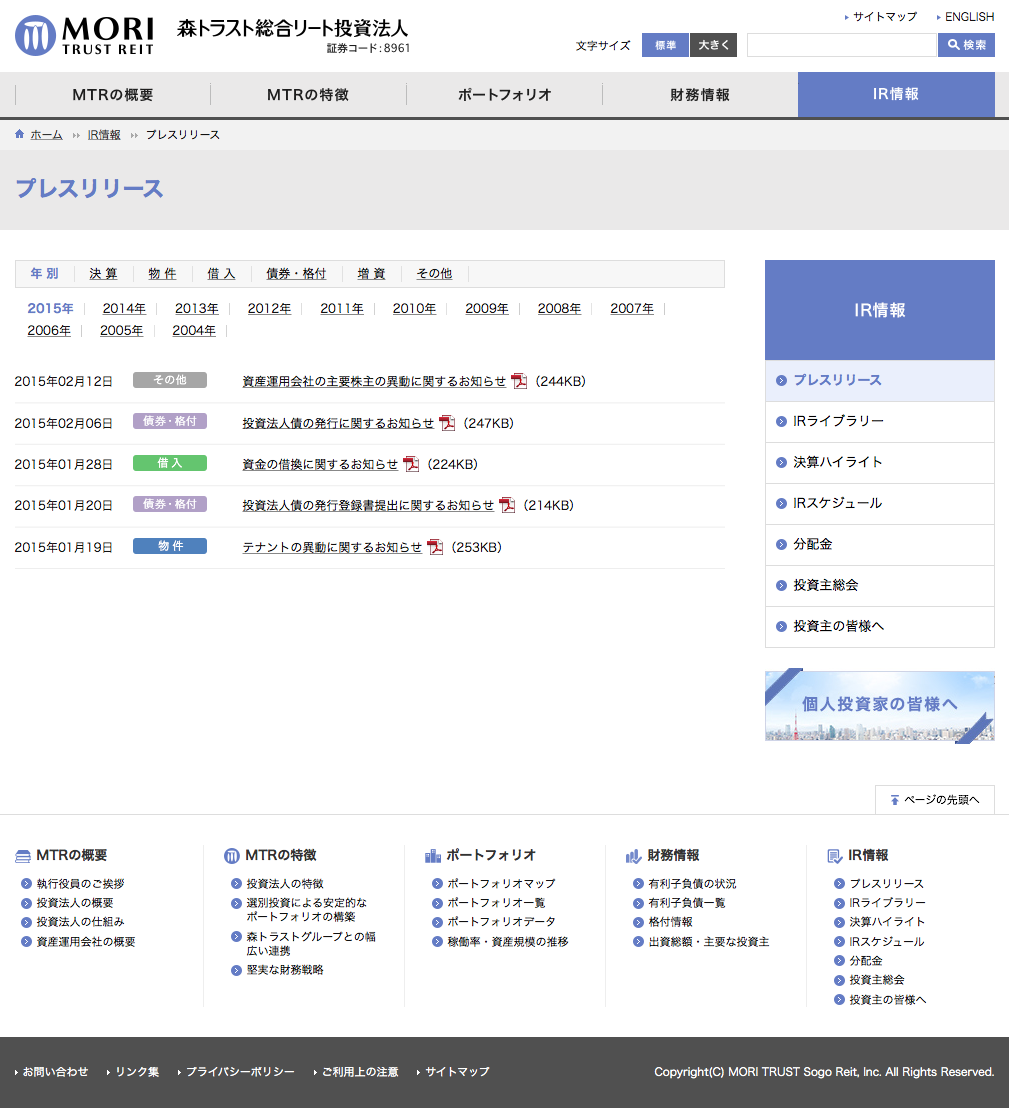 MORI
TRUST REIT
森トラスト総合リート投資法人
証券コード：8961
サイトマップ
ENGLISH
文字サイズ
標準
大きく
検索
MTRの概要
MTRの特徴
ポートフォリオ
財務情報
IR情報
ホーム
IR情報
プレスリリース
プレスリリース
年別 決算 物件 借入 債券・格付 増資 その他
2015年 2014年 2013年 2012年 2011年 2010年 2009年 2008年 2007年
2006年 2005年 2004年
2015年02月12日 その他 資産運用会社の主要株主の異動に関するお知らせ （244KB）
2015年02月06日 債券・格付 投資法人債の発行に関するお知らせ （247KB）
2015年01月28日 借入 資金の借換に関するお知らせ （224KB）
2015年01月20日 債券・格付 投資法人債の発行登録書提出に関するお知らせ （214KB）
2015年01月19日 物件 テナントの異動に関するお知らせ （253KB）
IR情報
プレスリリース
IRライブラリー
決算ハイライト
IRスケジュール
分配金
投資主総会
投資主の皆様へ
個人投資家の皆様へ
ページの先頭へ
MTRの概要
執行役員のご挨拶
投資法人の概要
投資法人の仕組み
資産運用会社の概要
MTRの特徴
投資法人の特徴
選別投資による安定的な
ポートフォリオの構築
森トラストグループとの幅
広い連携
堅実な財務戦略
ポートフォリオ
ポートフォリオマップ
ポートフォリオ一覧
ポートフォリオデータ
稼働率・資産規模の推移
財務情報
有利子負債の状況
有利子負債一覧
格付情報
出資総額・主要な投資主
IR情報
プレスリリース
IRライブラリー
決算ハイライト
IRスケジュール
分配金
投資主総会
投資主の皆様へ
お問い合わせ リンク集 プライバシーポリシー ご利用上の注意 サイトマップ
Copyright(C) MORI TRUST Sogo Reit, Inc. All Rights Reserved.